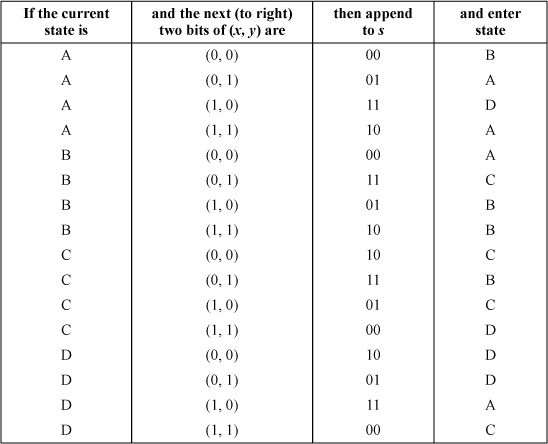 If the current and the next (to right) then append and enter
state is two bits of (x, y) are to s state
A (0, 0) 00 B
A (0, 1) 01 A
A (1, 0) 11 D
A (1, 1) 10 A
B (0, 0) 00 A
B (0, 1) 11 C
B (1, 0) 01 B
B (1, 1) 10 B
C (0, 0) 10 C
C (0, 1) 11 B
C (1, 0) 01 C
C (1, 1) 00 D
D (0, 0) 10 D
D (0, 1) 01 D
D (1, 0) 11 A
D (1, 1) 00 C